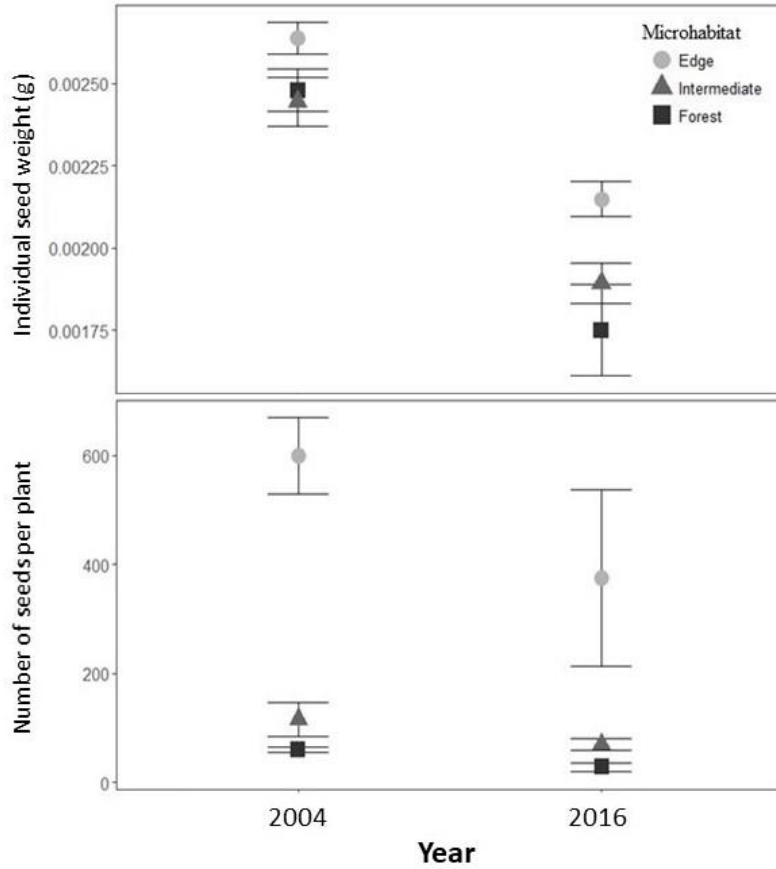 Individual seed weight (g)
0.00250
0.00225
0.00200
0.00175
Microhabitat
Edge
Intermediate
Forest
Number of seeds per plant
600
400
200
0
2004
2016
Year